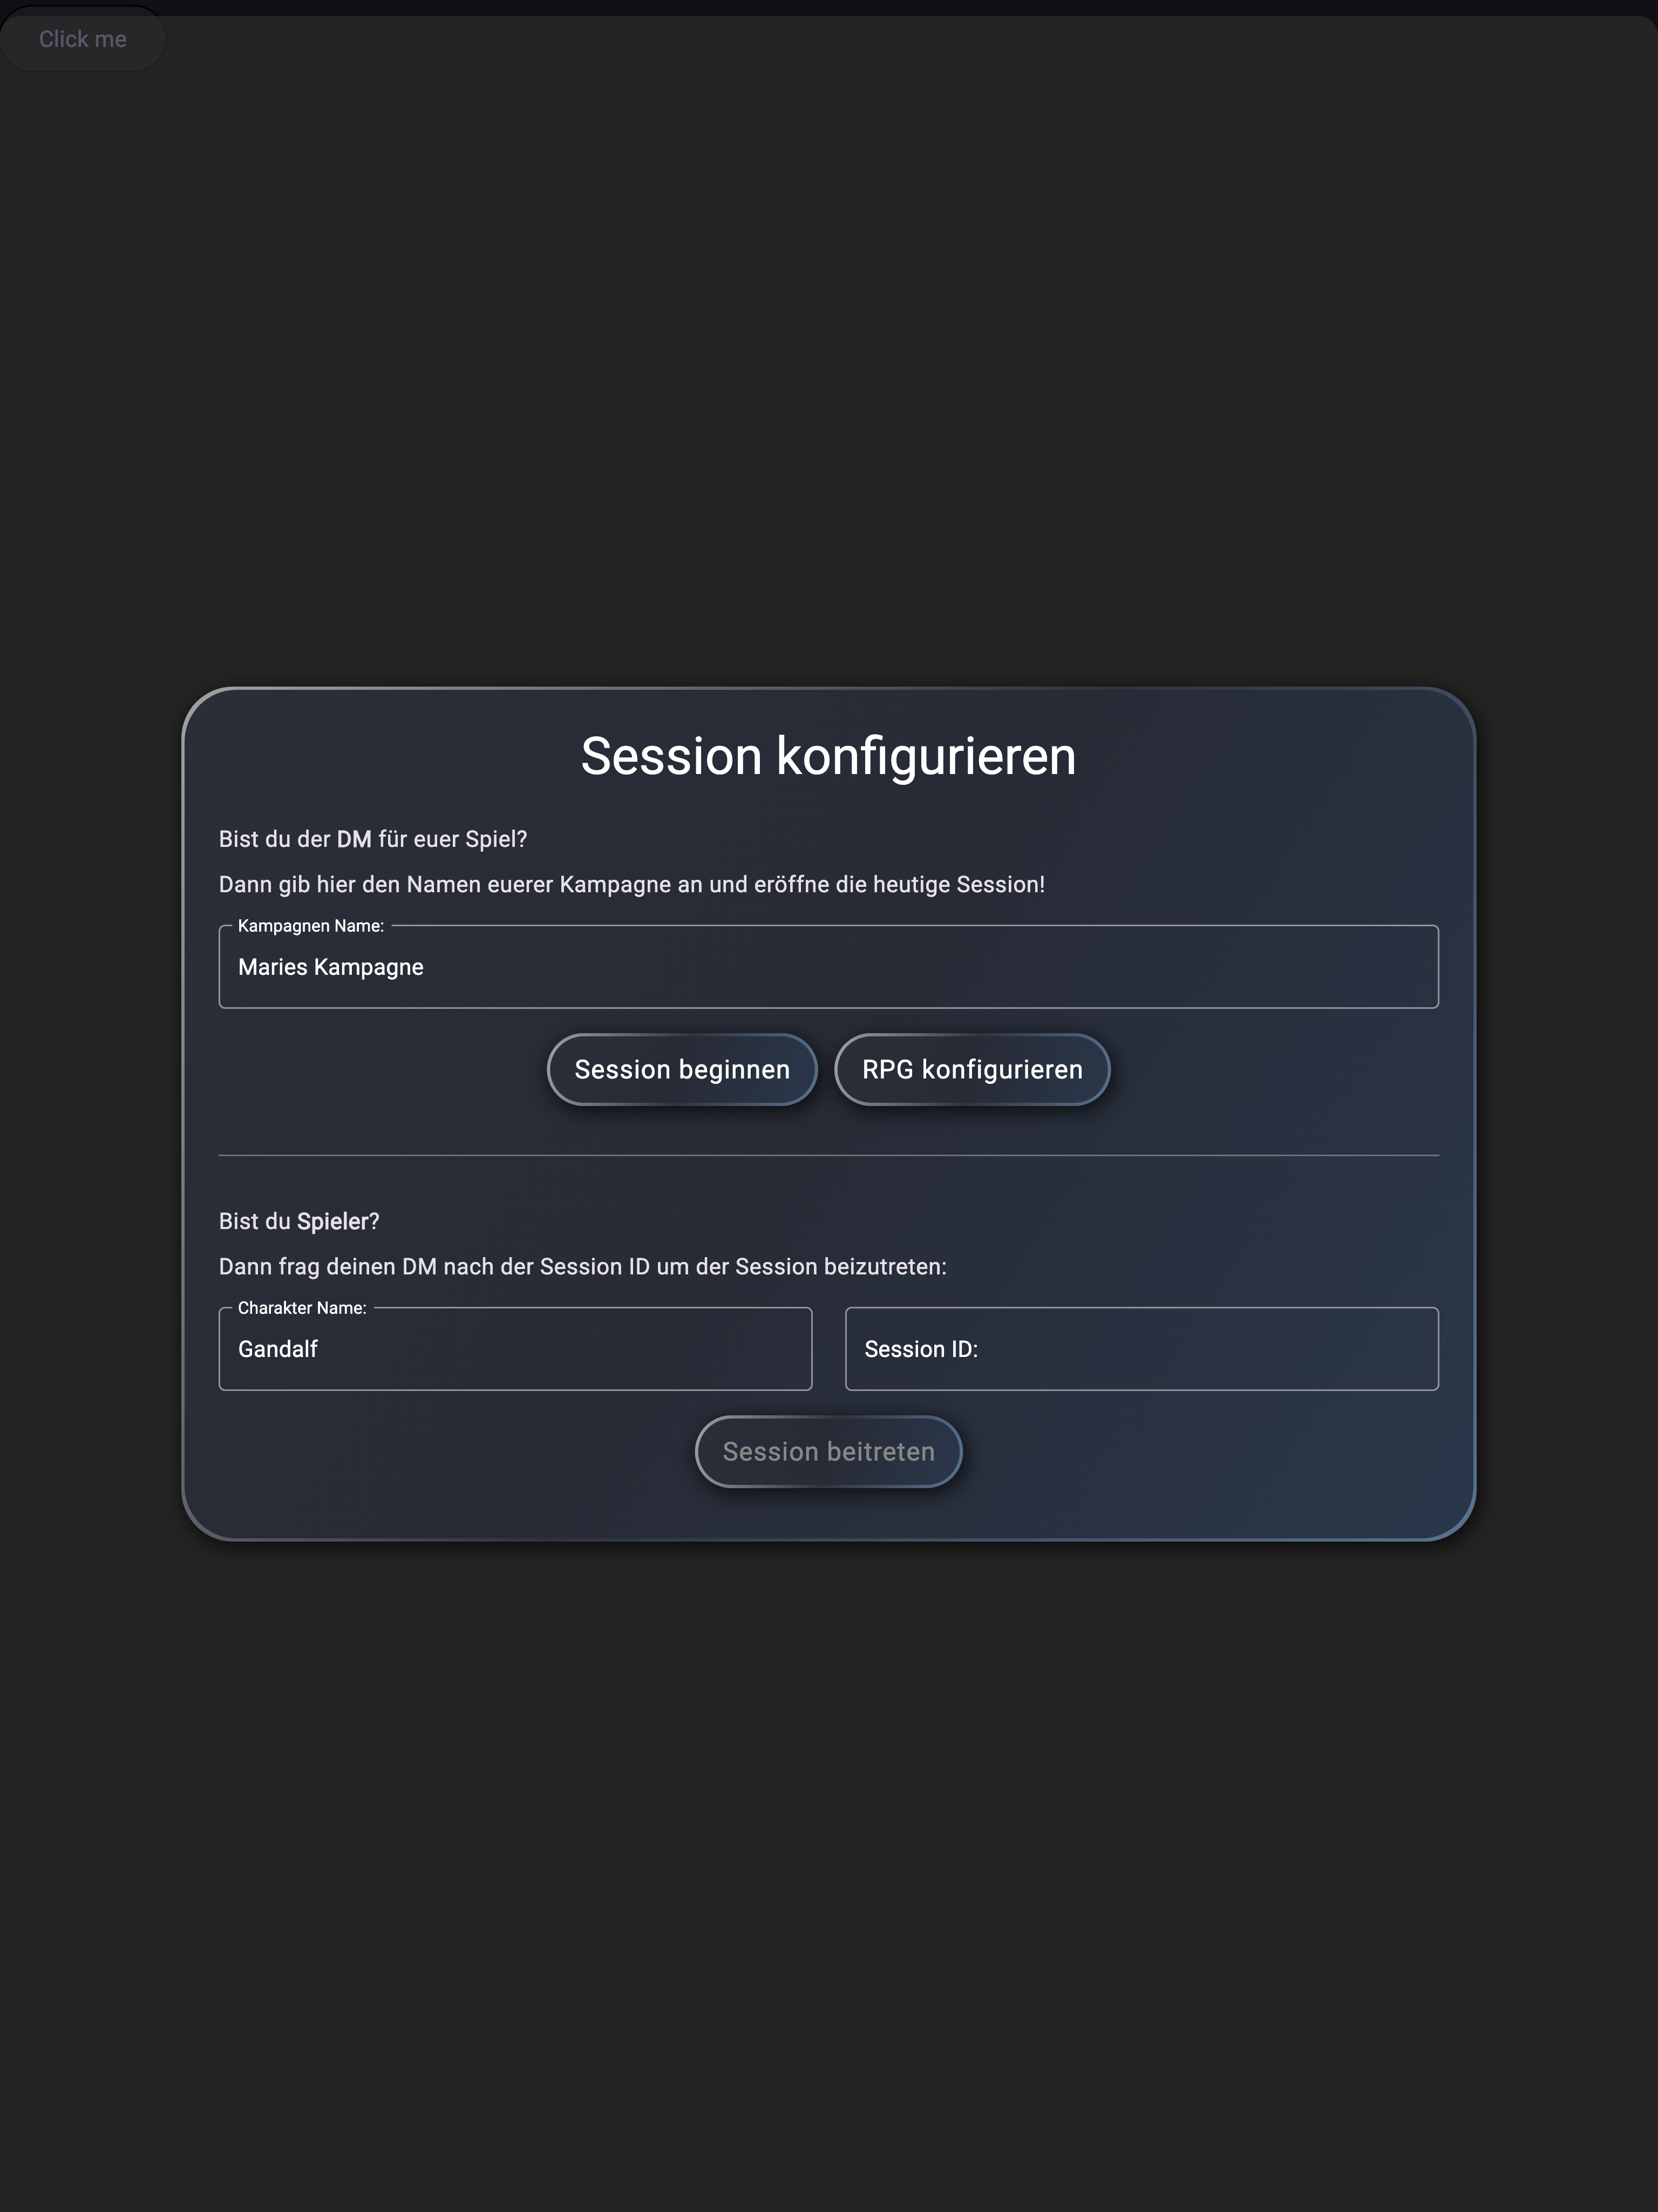 Click me
Session konfigurieren
Bist du der DM für euer Spiel?
Dann gib hier den Namen euerer Kampagne an und eröffne die heutige Session!
Kampagnen Name:
Maries Kampagne
Session beginnen
RPG konfigurieren
Bist du Spieler?
Dann frag deinen DM nach der Session ID um der Session beizutreten:
Charakter Name:
Gandalf
Session ID:
Session beitreten